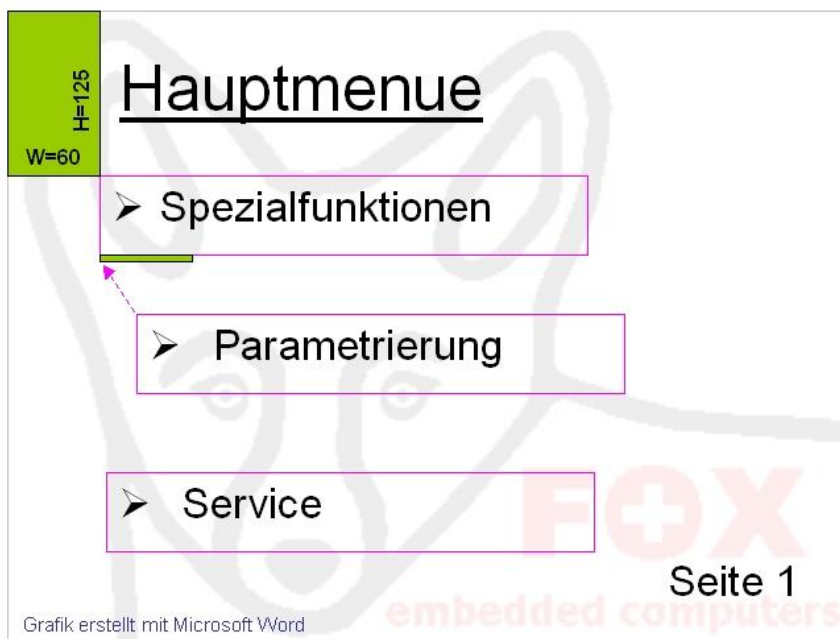 Hauptmenue
H=125
W=60
➢ Spezialfunktionen
➢ Parametrierung
➢ Service
FOX
Seite 1
embedded computers
Grafik erstellt mit Microsoft Word